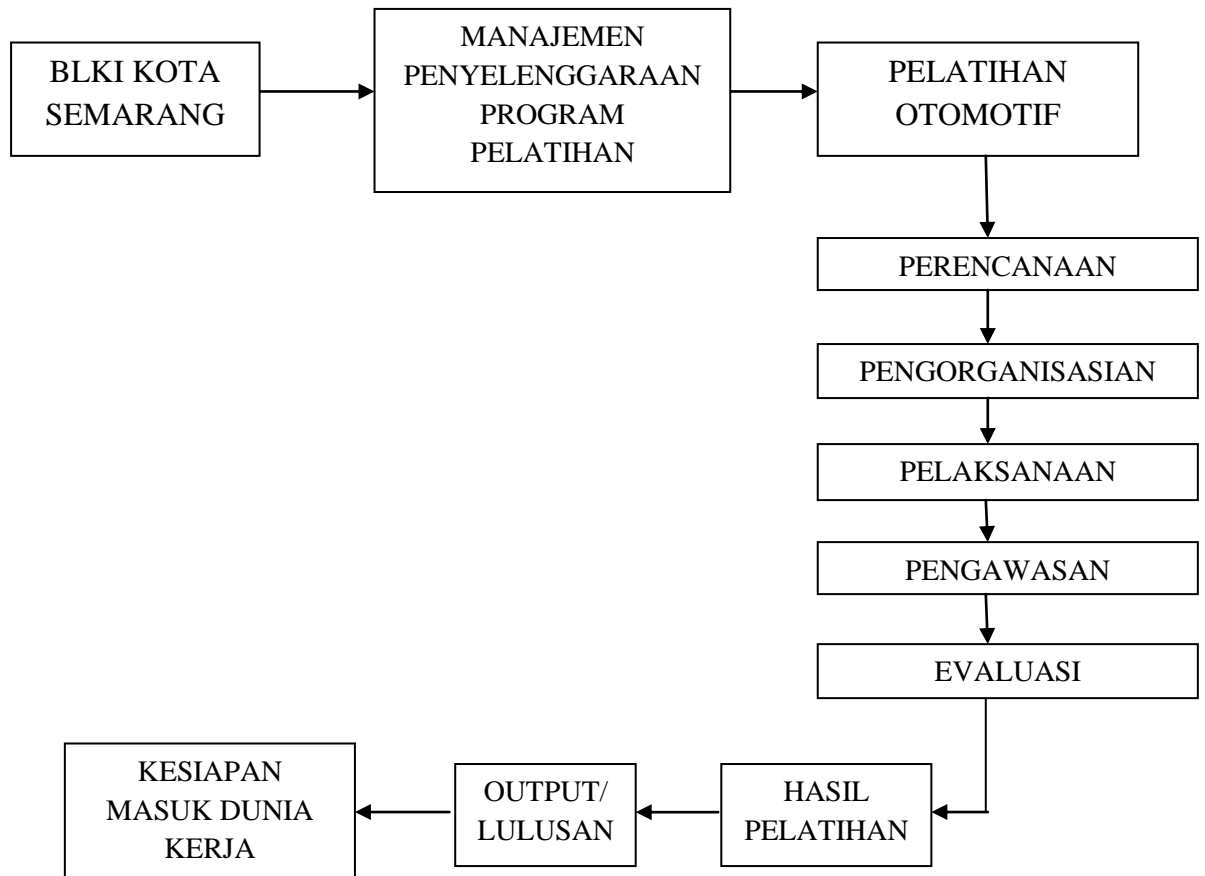 BLKI KOTA
SEMARANG
MANAJEMEN
PENYELENGGARAAN
PROGRAM
PELATIHAN
PELATIHAN
OTOMOTIF
PERENCANAAN
PENGORGANISASIAN
PELAKSANAAN
PENGAWASAN
EVALUASI
HASIL
PELATIHAN
OUTPUT/
LULUSAN
KESIAPAN
MASUK DUNIA
KERJA